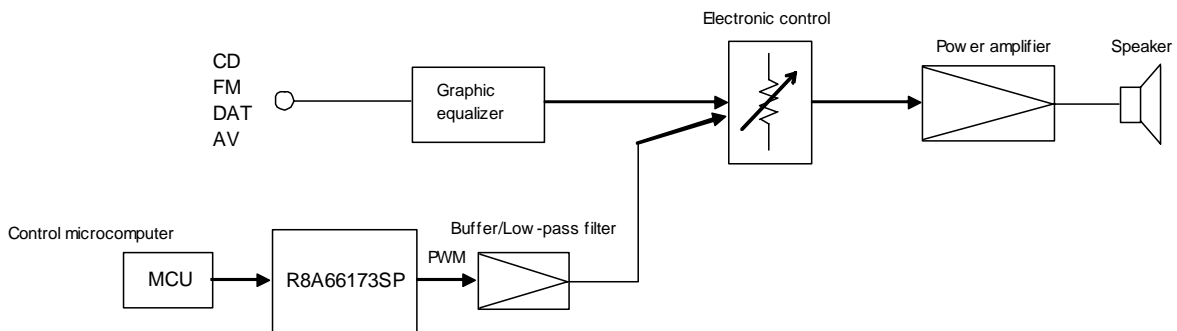 Electronic control
Power amplifier
Speaker
CD
FM
DAT
AV
Graphic
equalizer
Control microcomputer
MCU
R8A66173SP
PWM
Buffer/Low-pass filter